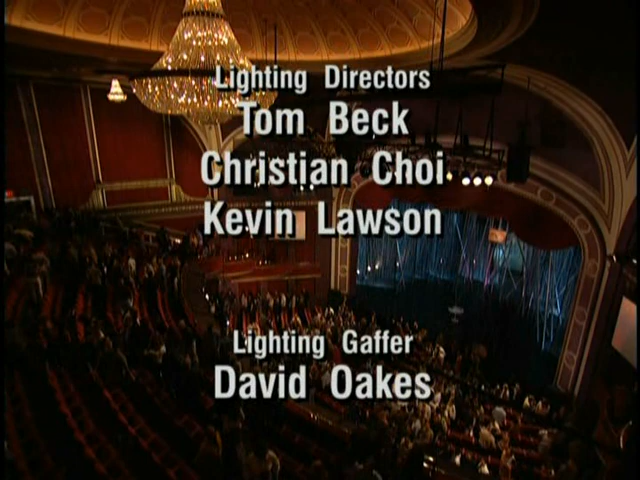 Lighting Directors
Tom Beck
Christian Choi
Kevin Lawson
Lighting Gaffer
David Oakes